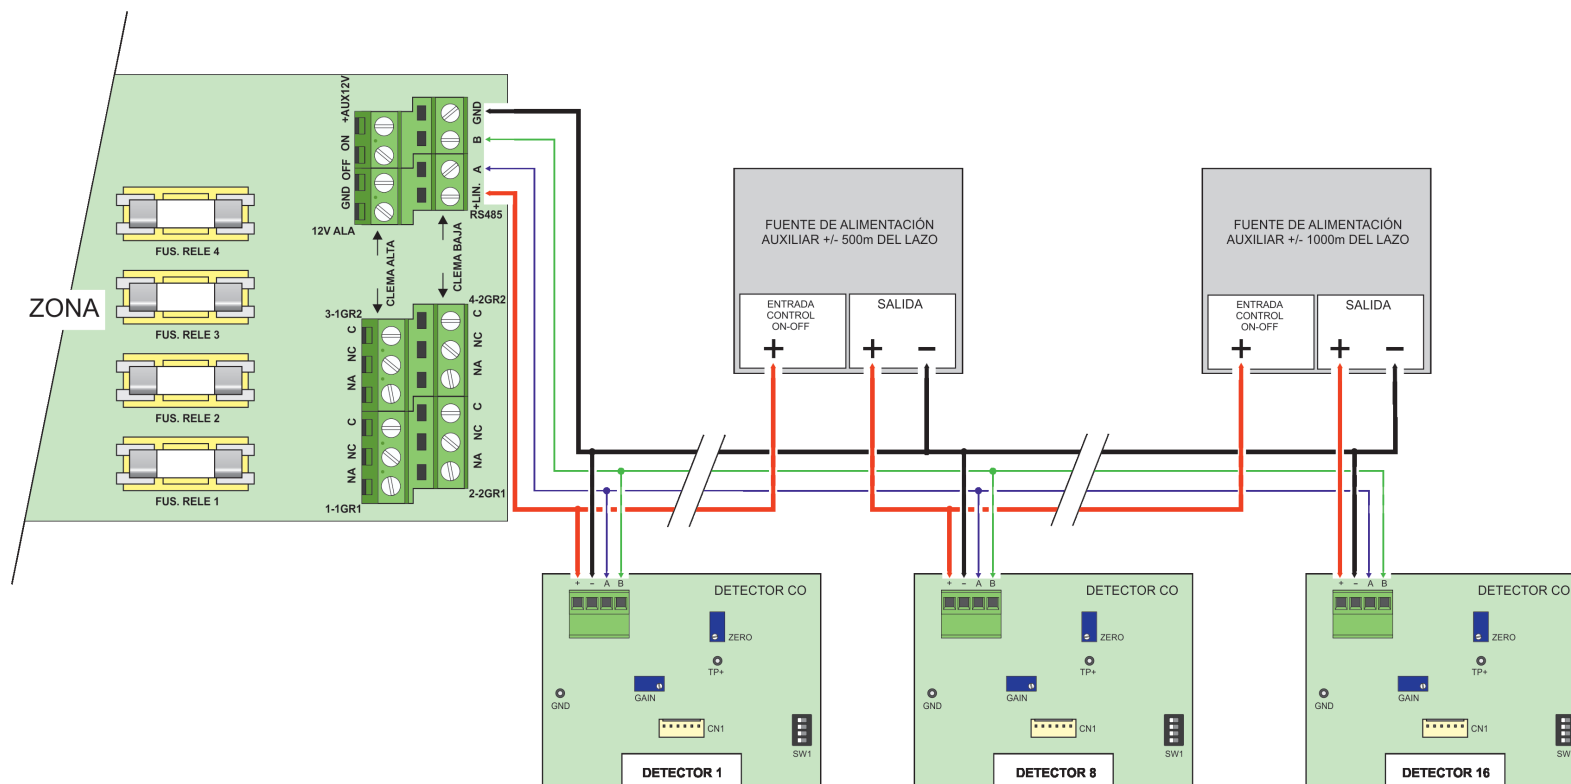 ZONA
FUS. RELE 4
FUS. RELE 3
FUS. RELE 2
FUS. RELE 1
GND OFF ON +AUX12V
12V ALA
+LIN. A B GND
RS485
CLEMA ALTA
CLEMA BAJA
3-1GR2
4-2GR2
NA NC C
NA NC C
NA NC C
NA NC C
1-1GR1
2-2GR1
FUENTE DE ALIMENTACIÓN
AUXILIAR +/- 500m DEL LAZO
ENTRADA
CONTROL
ON-OFF
+
SALIDA
+ −
FUENTE DE ALIMENTACIÓN
AUXILIAR +/- 1000m DEL LAZO
ENTRADA
CONTROL
ON-OFF
+
SALIDA
+ −
+ − A B
DETECTOR CO
ZERO
TP+
GAIN
GND
CN1
SW1
DETECTOR 1
+ − A B
DETECTOR CO
ZERO
TP+
GAIN
GND
CN1
SW1
DETECTOR 8
+ − A B
DETECTOR CO
ZERO
TP+
GAIN
GND
CN1
DETECTOR 16